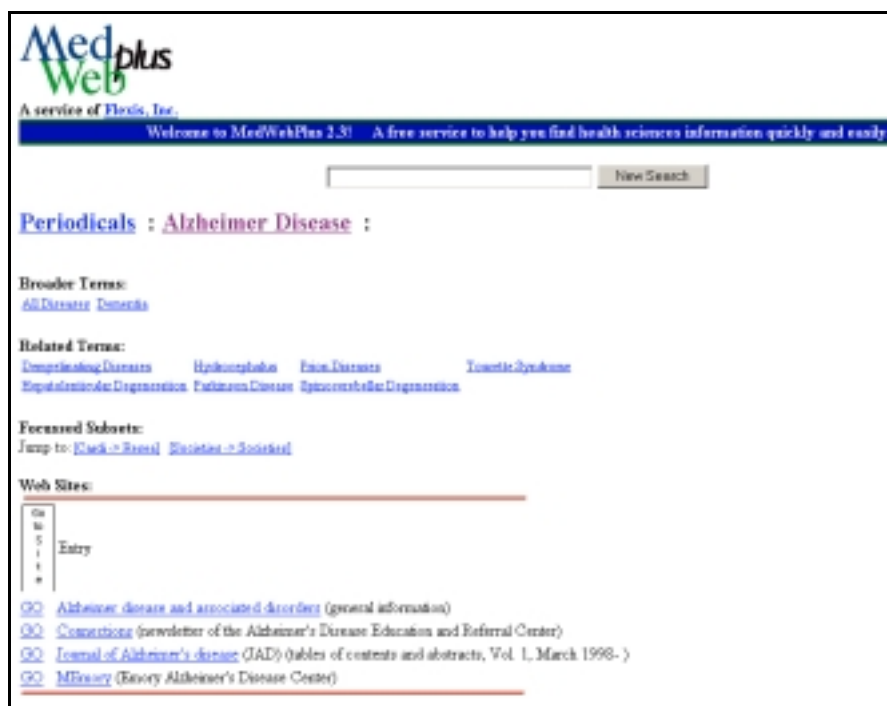 Med
Web
plus
A service of Flexis, Inc.
Welcome to MedWebPlus 2.3! A free service to help you find health sciences information quickly and easily
New Search
Periodicals : Alzheimer Disease :
Broader Terms:
All Diseases Dementia
Related Terms:
Demyelinating Diseases Hydrocephalus Prion Diseases Tourette Syndrome
Hepatolenticular Degeneration Parkinson Disease Spinocerebellar Degeneration
Focussed Subsets:
Jump to: [Societies -> Societies]
Web Sites:
Go to Site
Entry
GO Alzheimer disease and associated disorders (general information)
GO Connections (newsletter of the Alzheimer's Disease Education and Referral Center)
GO Journal of Alzheimer's disease (JAD) (tables of contents and abstracts, Vol. 1, March 1998- )
GO MEmory (Emory Alzheimer's Disease Center)